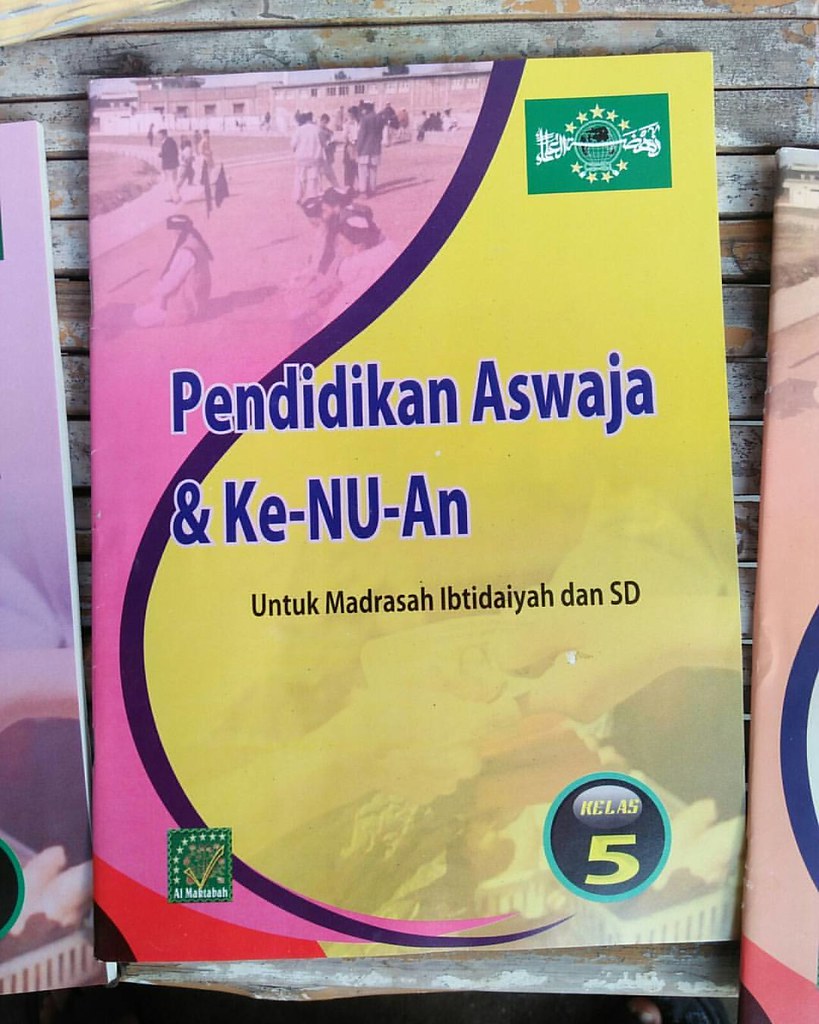 Pendidikan Aswaja
& Ke-NU-An
Untuk Madrasah Ibtidaiyah dan SD
KELAS
5
Al Maktabah